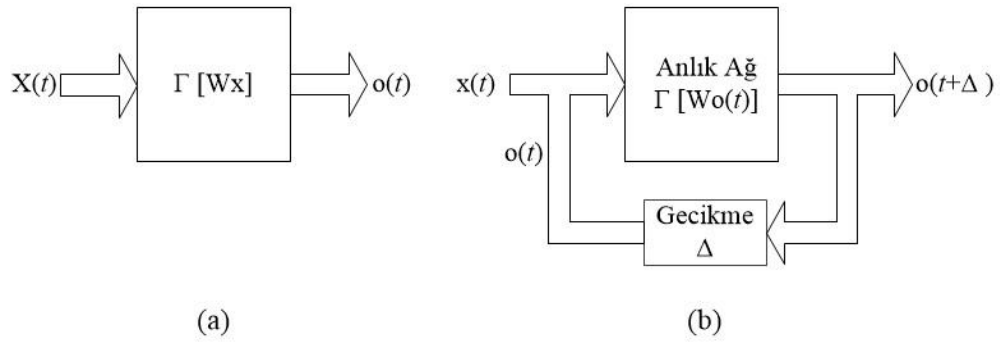 X(t)
Γ [Wx]
o(t)
(a)
x(t)
Anlık Ağ
Γ [Wo(t)]
o(t+Δ )
o(t)
Gecikme
Δ
(b)